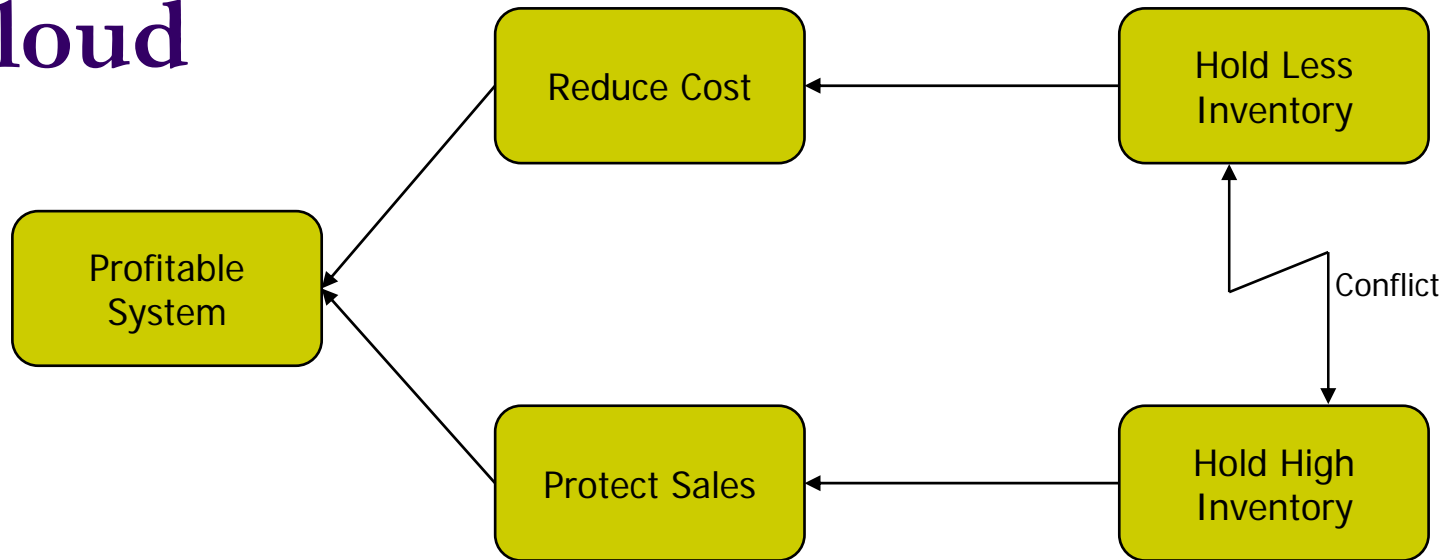 loud
Reduce Cost
Hold Less
Inventory
Profitable
System
Conflict
Protect Sales
Hold High
Inventory